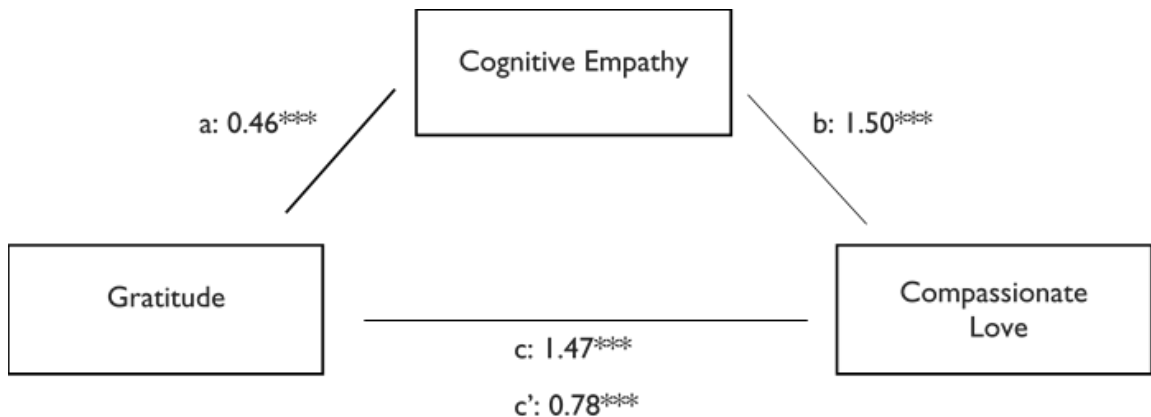 Cognitive Empathy
a: 0.46***
b: 1.50***
Gratitude
Compassionate
Love
c: 1.47***
c': 0.78***